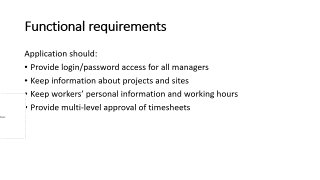 Functional requirements
Application should:
• Provide login/password access for all managers
• Keep information about projects and sites
• Keep workers' personal information and working hours
• Provide multi-level approval of timesheets